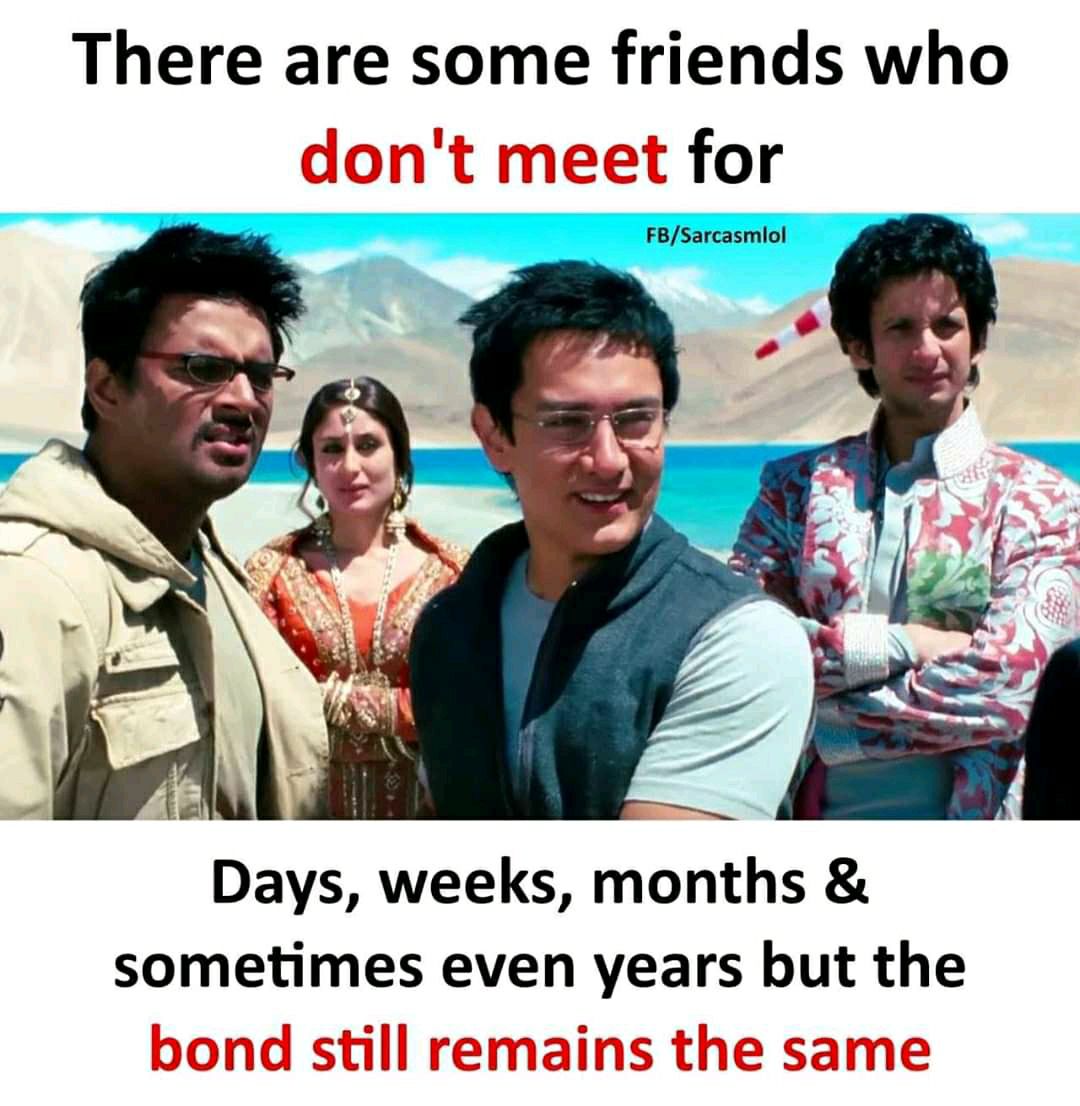 There are some friends who
don't meet for
FB/Sarcasmlol
Days, weeks, months &
sometimes even years but the
bond still remains the same